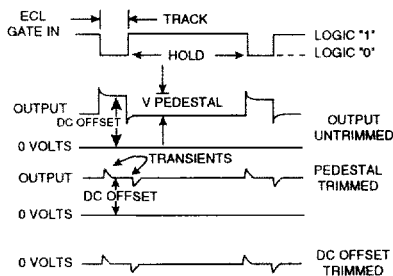 ECL
GATE IN
TRACK
HOLD
LOGIC "1"
LOGIC "0"
OUTPUT
DC OFFSET
V PEDESTAL
OUTPUT
UNTRIMMED
0 VOLTS
TRANSIENTS
OUTPUT
DC OFFSET
PEDESTAL
TRIMMED
0 VOLTS
0 VOLTS
DC OFFSET
TRIMMED